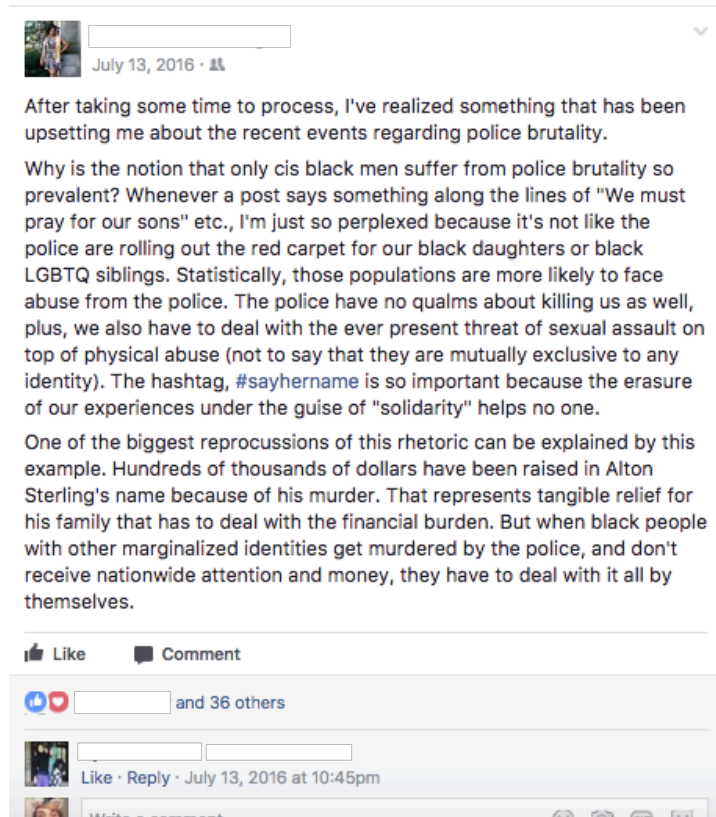 July 13, 2016 ·
After taking some time to process, I've realized something that has been
upsetting me about the recent events regarding police brutality.
Why is the notion that only cis black men suffer from police brutality so
prevalent? Whenever a post says something along the lines of "We must
pray for our sons" etc., I'm just so perplexed because it's not like the
police are rolling out the red carpet for our black daughters or black
LGBTQ siblings. Statistically, those populations are more likely to face
abuse from the police. The police have no qualms about killing us as well,
plus, we also have to deal with the ever present threat of sexual assault on
top of physical abuse (not to say that they are mutually exclusive to any
identity). The hashtag, #sayhername is so important because the erasure
of our experiences under the guise of "solidarity" helps no one.
One of the biggest reprocussions of this rhetoric can be explained by this
example. Hundreds of thousands of dollars have been raised in Alton
Sterling's name because of his murder. That represents tangible relief for
his family that has to deal with the financial burden. But when black people
with other marginalized identities get murdered by the police, and don't
receive nationwide attention and money, they have to deal with it all by
themselves.
Like Comment
and 36 others
Like · Reply · July 13, 2016 at 10:45pm
Write a comment